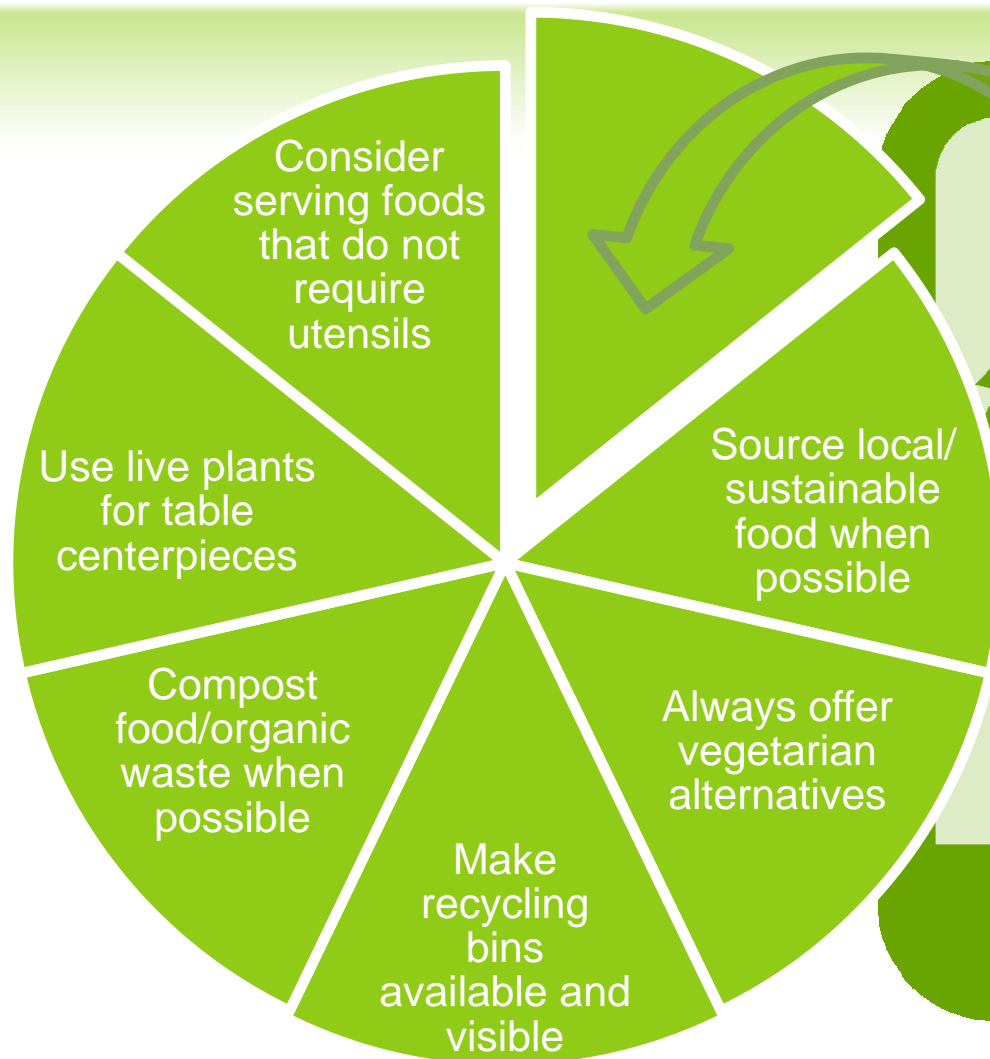 Consider
serving foods
that do not
require
utensils
Source local/
sustainable
food when
possible
Always offer
vegetarian
alternatives
Make
recycling
bins
available and
visible
Compost
food/organic
waste when
possible
Use live plants
for table
centerpieces